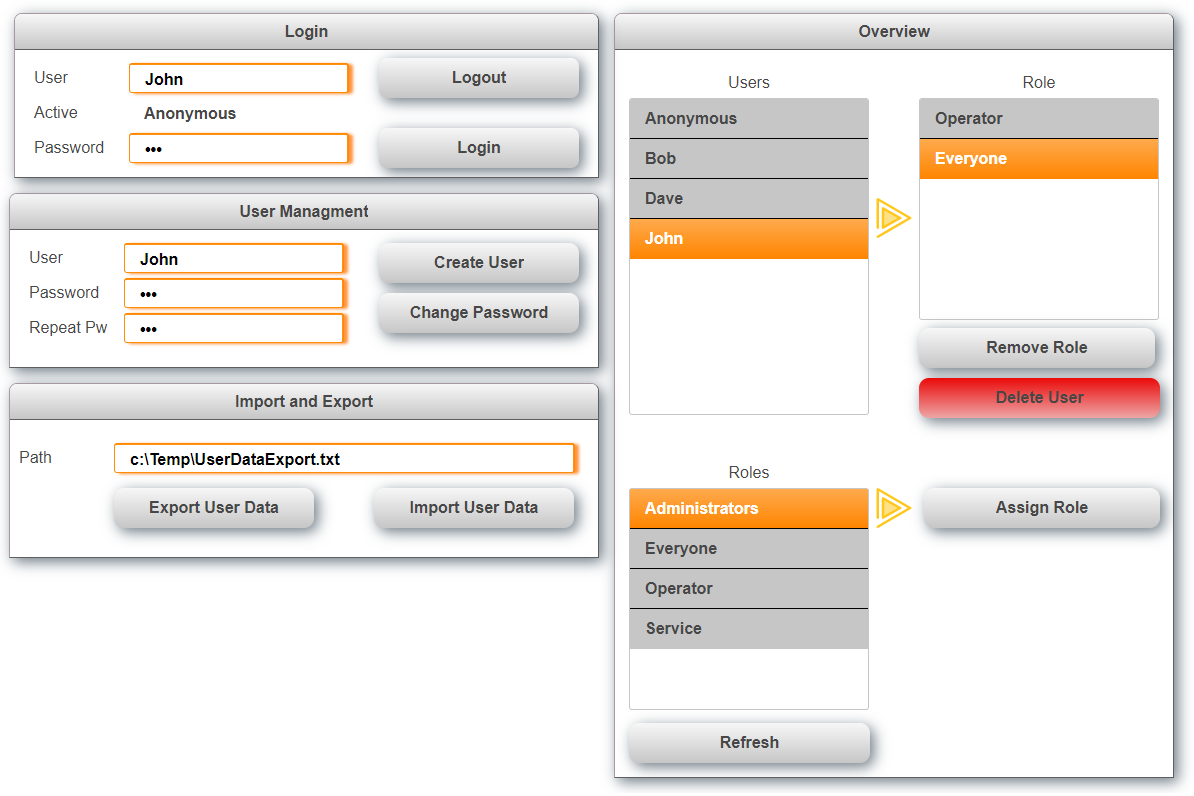 Login
User
John
Logout
Active
Anonymous
Password
•••
Login
User Managment
User
John
Create User
Password
•••
Change Password
Repeat Pw
•••
Import and Export
Path
c:\Temp\UserDataExport.txt
Export User Data
Import User Data
Overview
Users
Anonymous
Bob
Dave
John
Role
Operator
Everyone
Remove Role
Delete User
Roles
Administrators
Everyone
Operator
Service
Assign Role
Refresh